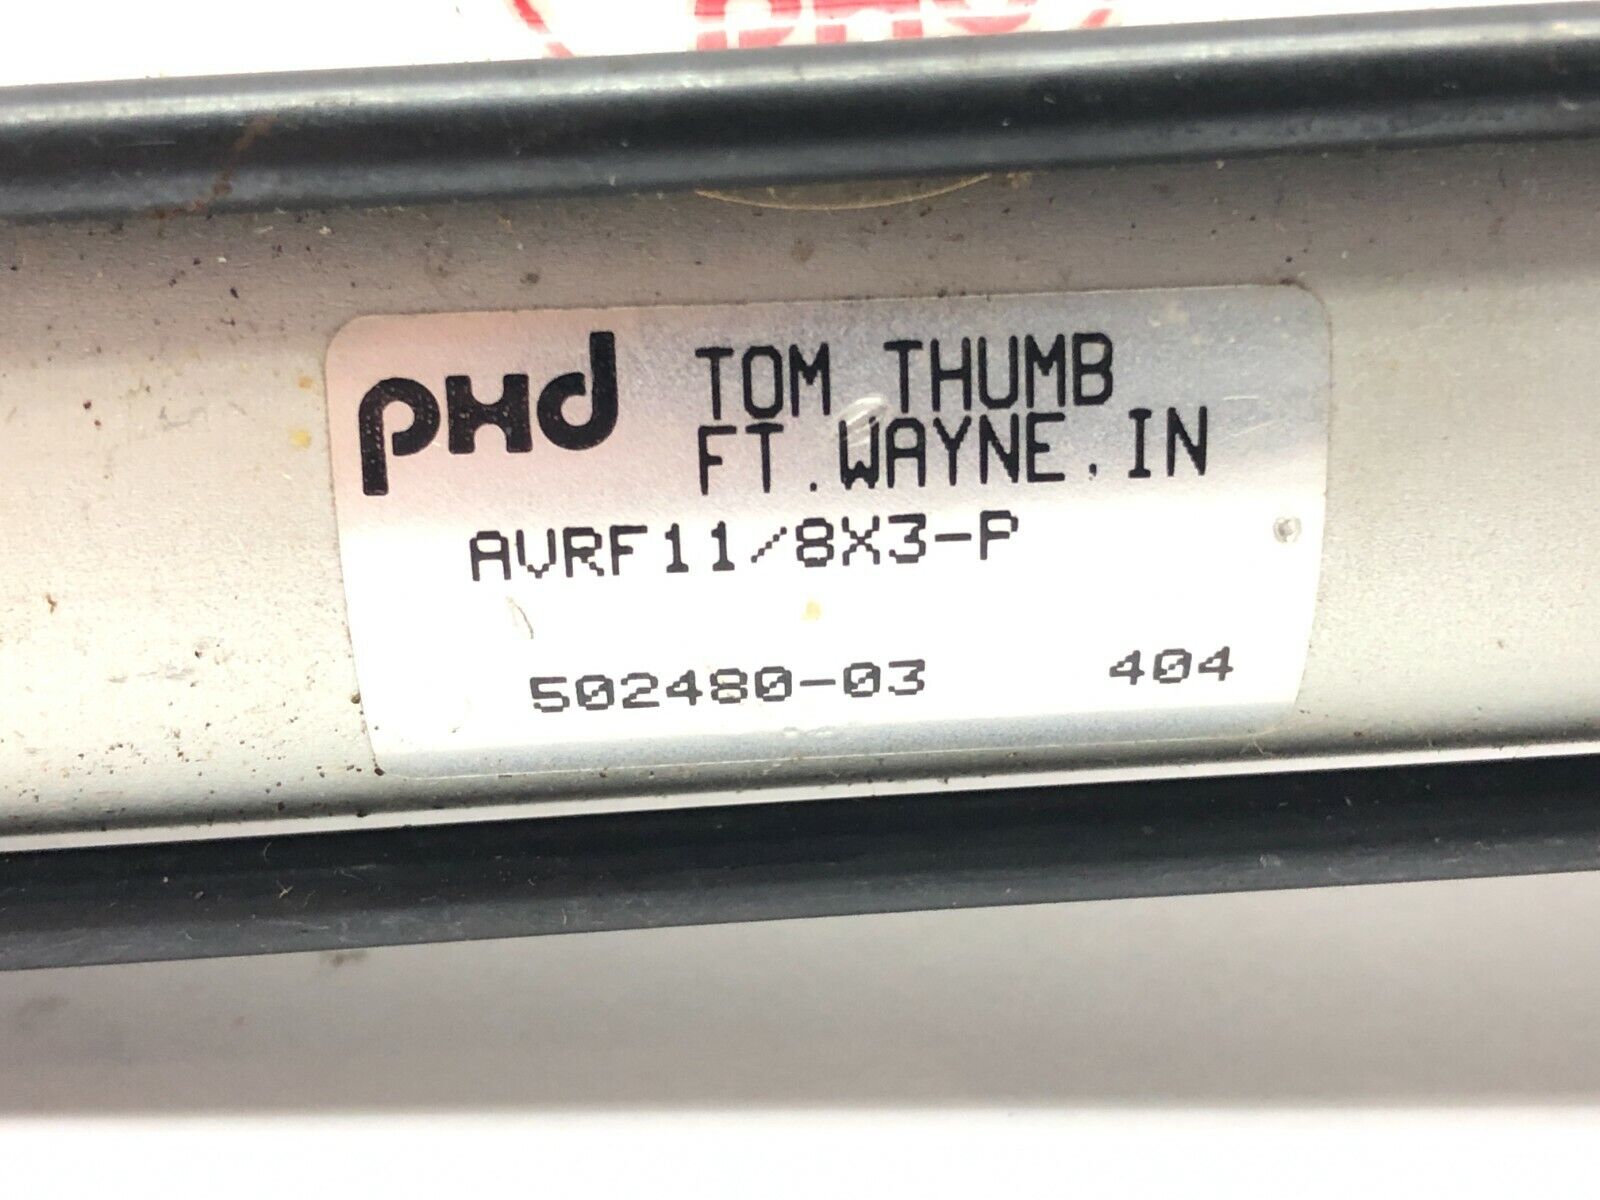 phd TOM THUMB
FT. WAYNE, IN
AVRF11/8X3-P
502480-03 404